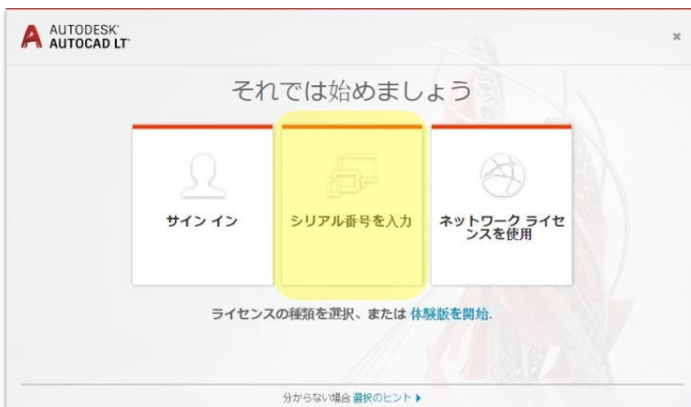 AUTODESK®
AUTOCAD LT®
それでは始めましょう
サイン イン
シリアル番号を入力
ネットワーク ライセ
ンスを使用
ライセンスの種類を選択、または 体験版を開始.
分からない場合 選択のヒント